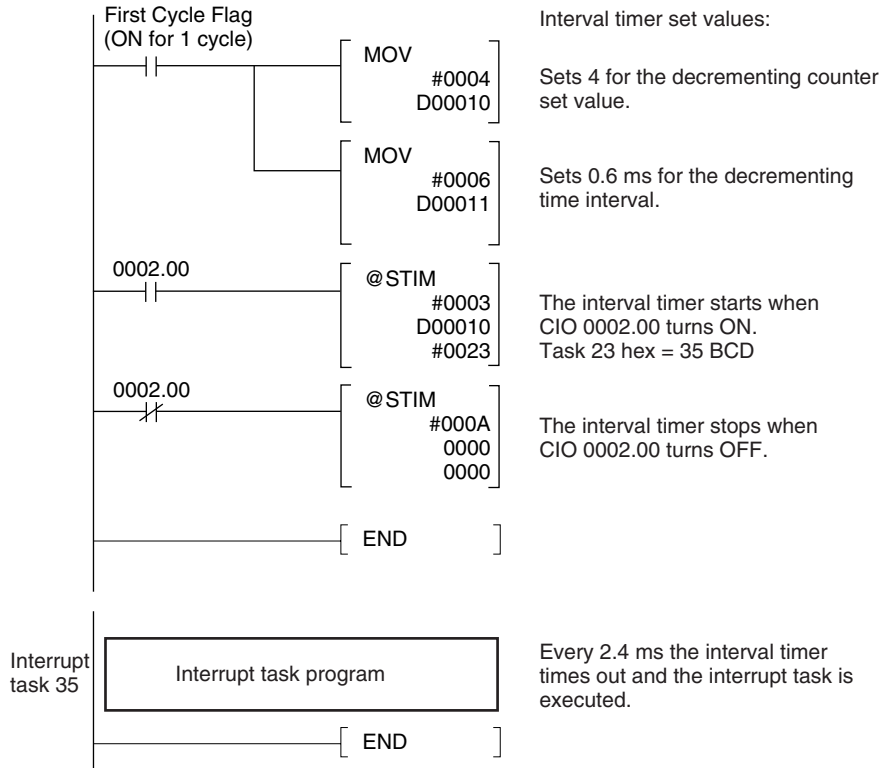 First Cycle Flag
(ON for 1 cycle)
Interval timer set values:
MOV
#0004
D00010
Sets 4 for the decrementing counter
set value.
MOV
#0006
D00011
Sets 0.6 ms for the decrementing
time interval.
0002.00
@STIM
#0003
D00010
#0023
The interval timer starts when
CIO 0002.00 turns ON.
Task 23 hex = 35 BCD
0002.00
@STIM
#000A
0000
0000
The interval timer stops when
CIO 0002.00 turns OFF.
END
Interrupt
task 35
Interrupt task program
Every 2.4 ms the interval timer
times out and the interrupt task is
executed.
END